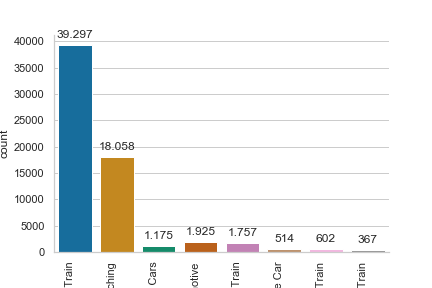 39.297
40000
35000
30000
25000
20000
15000
10000
5000
0
count
18.058
1.175
1.925
1.757
514
602
367
Train
ching
Cars
otive
Train
e Car
Train
Train